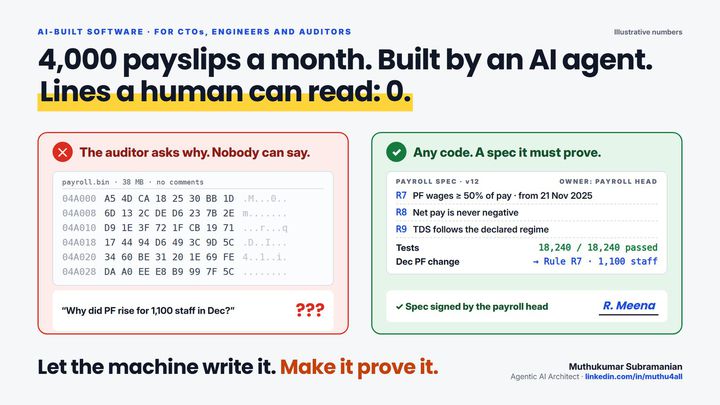 AI-BUILT SOFTWARE · FOR CTOs, ENGINEERS AND AUDITORS
Illustrative numbers
4,000 payslips a month. Built by an AI agent.
Lines a human can read: 0.
The auditor asks why. Nobody can say.
payroll.bin · 38 MB · no comments
04A000 A5 4D CA 18 25 30 BB 1D .M...0..
04A008 6D 13 2C DE D6 23 7B 2E m.......
04A010 D9 1E 3F 72 1F CB 19 71 ...r...q
04A018 17 44 94 D6 49 3C 9D 5C .D..I...
04A020 34 60 BE 31 20 1E 69 FE 4..1..i.
04A028 DA A0 EE E8 B9 99 7F 5C ........
"Why did PF rise for 1,100 staff in Dec?"
???
Any code. A spec it must prove.
PAYROLL SPEC · v12
OWNER: PAYROLL HEAD
R7 PF wages ≥ 50% of pay · from 21 Nov 2025
R8 Net pay is never negative
R9 TDS follows the declared regime
Tests 18,240 / 18,240 passed
Dec PF change → Rule R7 · 1,100 staff
✓ Spec signed by the payroll head
R. Meena
Let the machine write it. Make it prove it.
Muthukumar Subramanian
Agentic AI Architect · linkedin.com/in/muthu4all